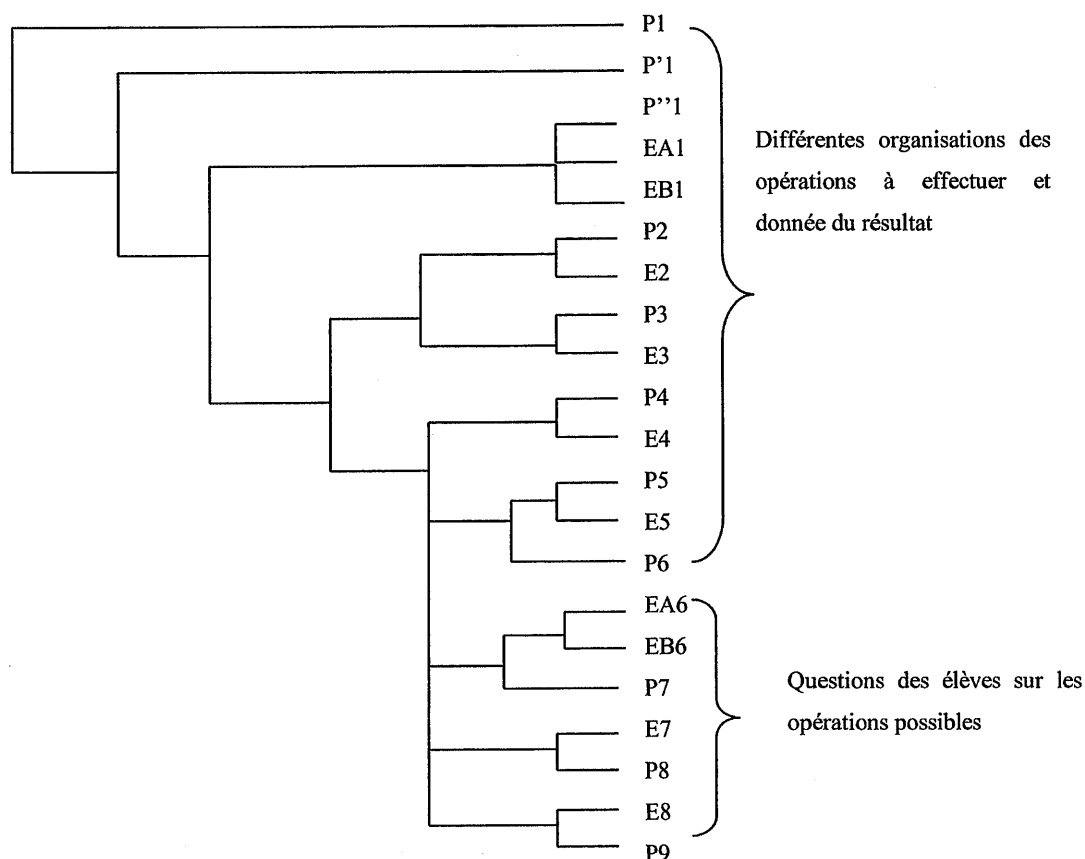 P1
P'1
P''1
EA1
EB1
P2
E2
P3
E3
P4
E4
P5
E5
P6
EA6
EB6
P7
E7
P8
E8
P9
Différentes organisations des
opérations à effectuer et
donnée du résultat
Questions des élèves sur les
opérations possibles